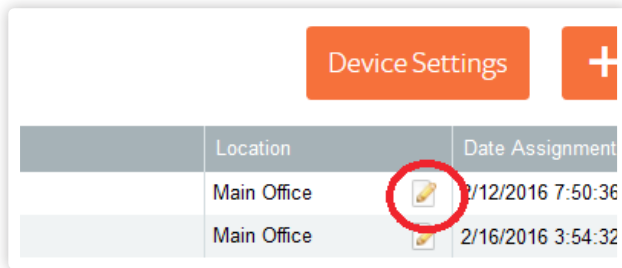 Device Settings +
Location Date Assignment
Main Office 2/12/2016 7:50:36
Main Office 2/16/2016 3:54:32